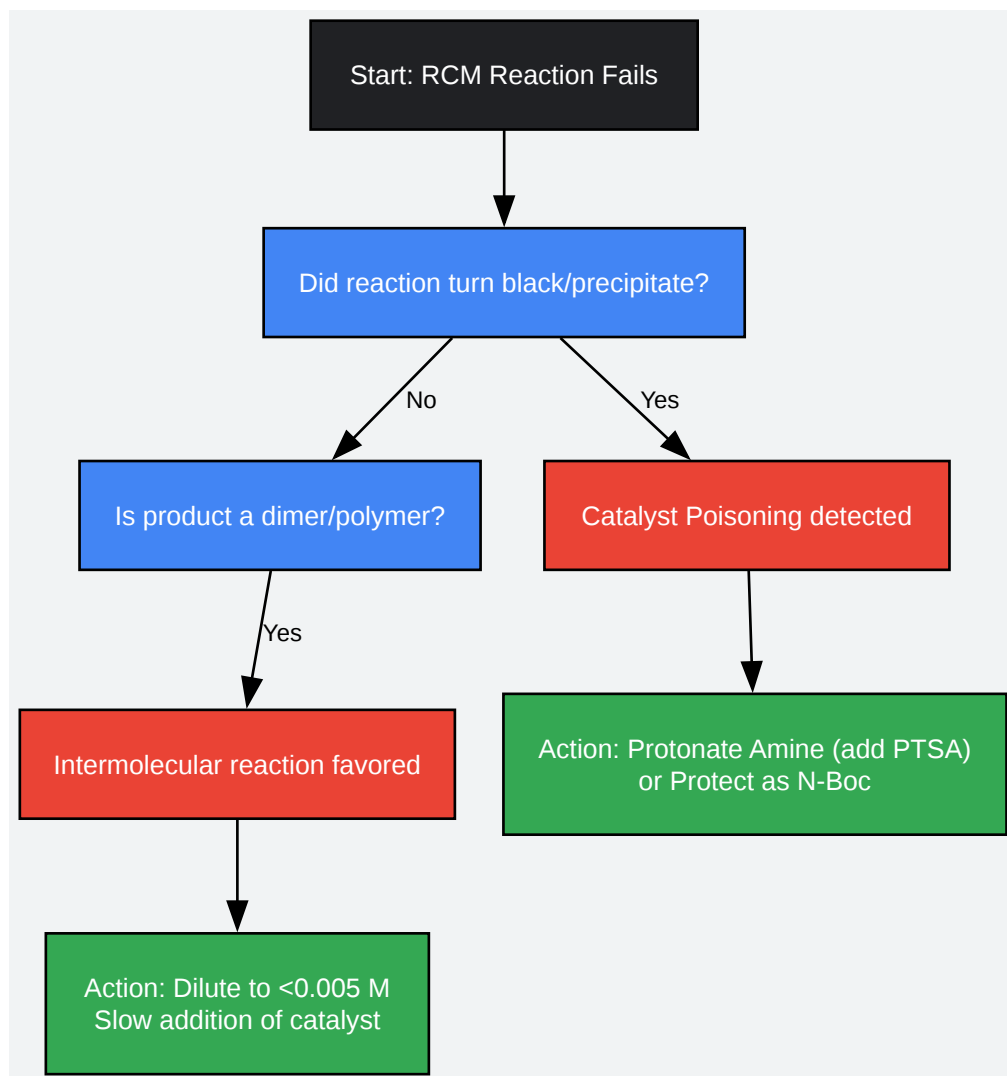 Start: RCM Reaction Fails
Did reaction turn black/precipitate?
No
Yes
Is product a dimer/polymer?
Catalyst Poisoning detected
Yes
Intermolecular reaction favored
Action: Protonate Amine (add PTSA)
or Protect as N-Boc
Action: Dilute to <0.005 M
Slow addition of catalyst